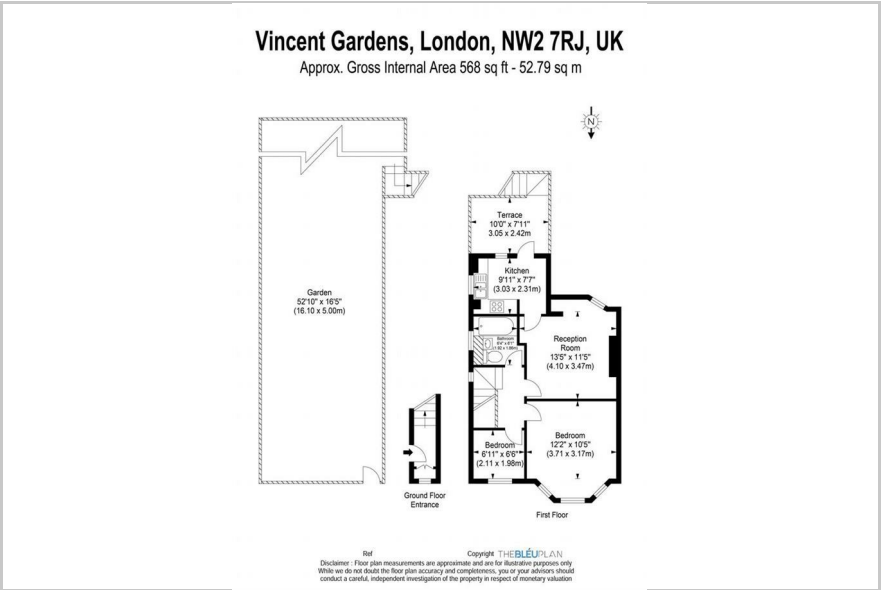 Vincent Gardens, London, NW2 7RJ, UK
Approx. Gross Internal Area 568 sq ft - 52.79 sq m
N
Terrace
10'0" x 7'11"
3.05 x 2.42m
Kitchen
9'11" x 7'7"
(3.03 x 2.31m)
Garden
52'10" x 16'5"
(16.10 x 5.00m)
Bathroom
Reception
Room
13'5" x 11'5"
(4.10 x 3.47m)
Bedroom
12'2" x 10'5"
(3.71 x 3.17m)
Bedroom
6'11" x 6'6"
(2.11 x 1.98m)
Ground Floor
Entrance
First Floor
Ref
Copyright THEBLÉUPLAN
Disclaimer : Floor plan measurements are approximate and are for illustrative purposes only
While we do not doubt the floor plan accuracy and completeness, you or your advisors should
conduct a careful, independent investigation of the property in respect of monetary valuation